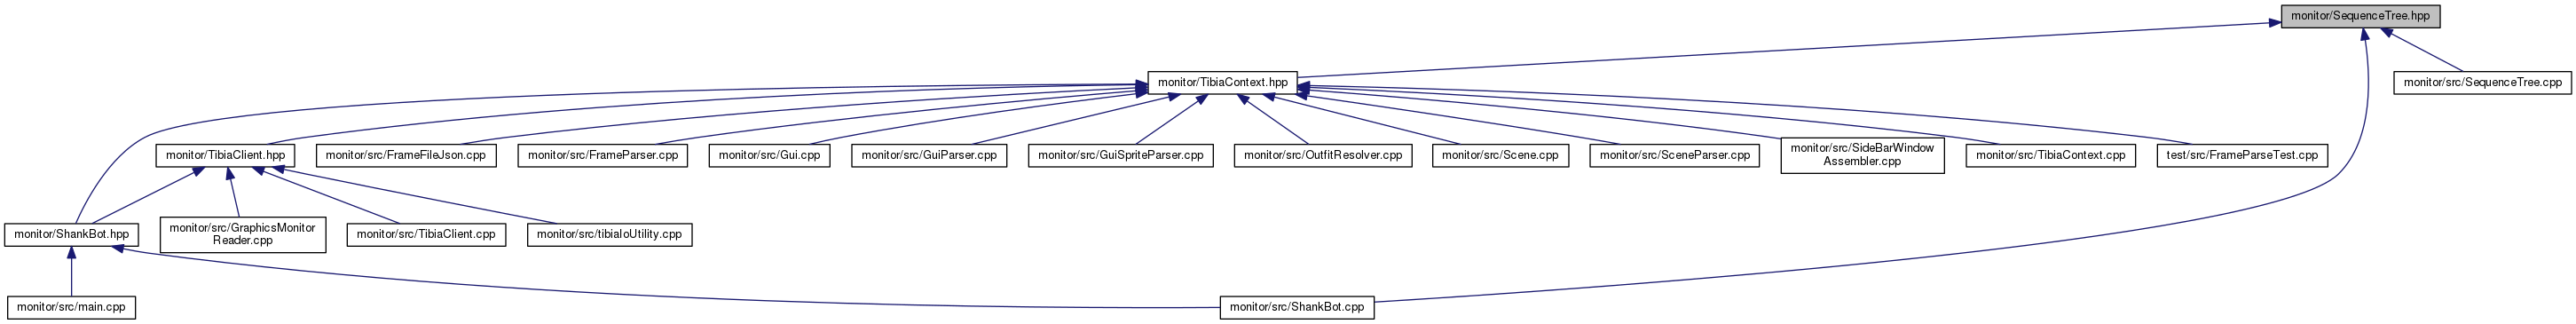 monitor/SequenceTree.hpp
monitor/TibiaContext.hpp
monitor/src/SequenceTree.cpp
monitor/TibiaClient.hpp
monitor/src/FrameFileJson.cpp
monitor/src/FrameParser.cpp
monitor/src/Gui.cpp
monitor/src/GuiParser.cpp
monitor/src/GuiSpriteParser.cpp
monitor/src/OutfitResolver.cpp
monitor/src/Scene.cpp
monitor/src/SceneParser.cpp
monitor/src/SideBarWindow
Assembler.cpp
monitor/src/TibiaContext.cpp
test/src/FrameParseTest.cpp
monitor/ShankBot.hpp
monitor/src/GraphicsMonitor
Reader.cpp
monitor/src/TibiaClient.cpp
monitor/src/tibiaIoUtility.cpp
monitor/src/main.cpp
monitor/src/ShankBot.cpp